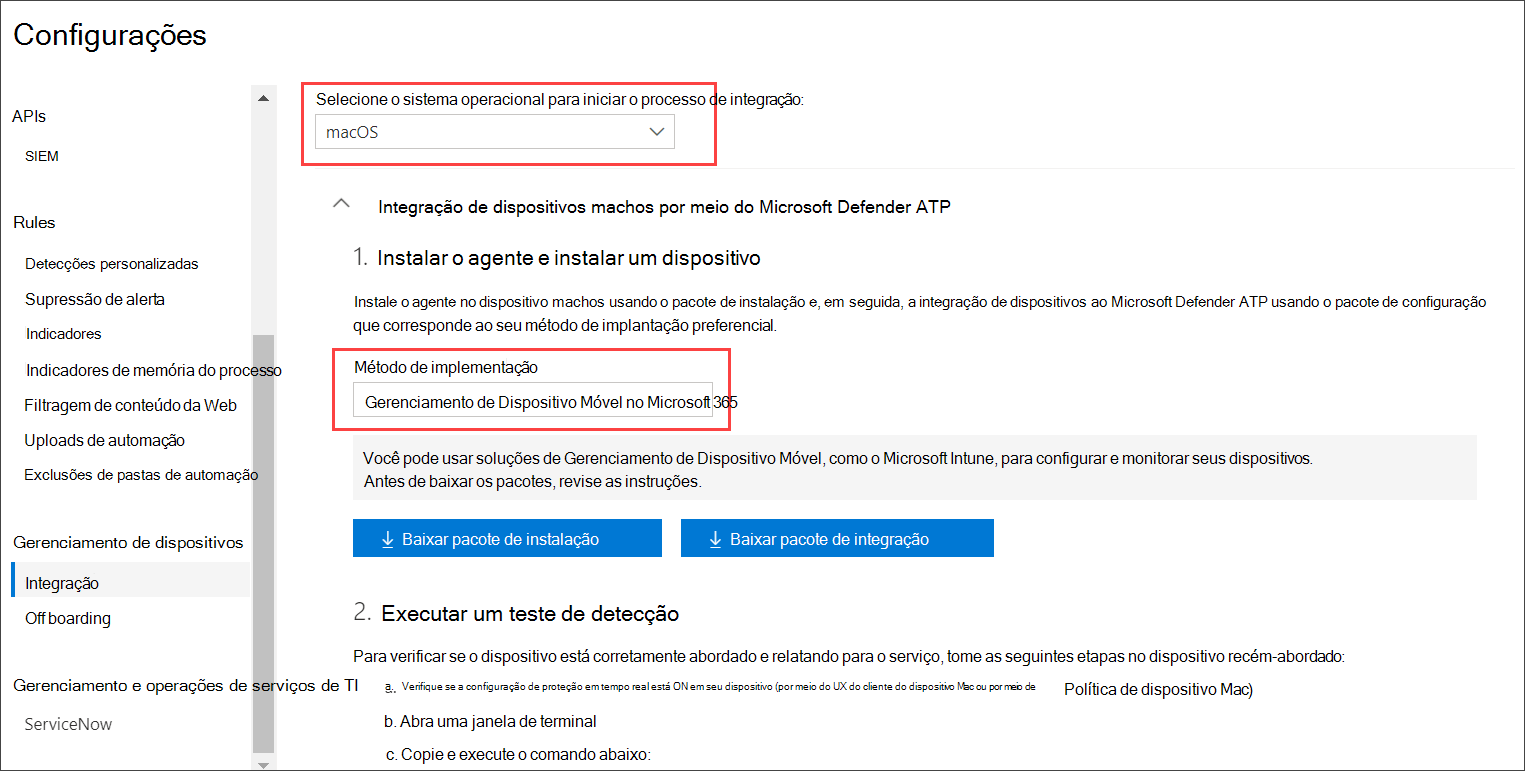 Configurações
APIs
SIEM
Rules
Detecções personalizadas
Supressão de alerta
Indicadores
Indicadores de memória do processo
Filtragem de conteúdo da Web
Uploads de automação
Exclusões de pastas de automação
Gerenciamento de dispositivos
Integração
Off boarding
Gerenciamento e operações de serviços de TI
ServiceNow
Selecione o sistema operacional para iniciar o processo de integração:
macOS
Integração de dispositivos machos por meio do Microsoft Defender ATP
1. Instalar o agente e instalar um dispositivo
Instale o agente no dispositivo machos usando o pacote de instalação e, em seguida, a integração de dispositivos ao Microsoft Defender ATP usando o pacote de configuração
que corresponde ao seu método de implantação preferencial.
Método de implementação
Gerenciamento de Dispositivo Móvel no Microsoft 365
Você pode usar soluções de Gerenciamento de Dispositivo Móvel, como o Microsoft Intune, para configurar e monitorar seus dispositivos.
Antes de baixar os pacotes, revise as instruções.
Baixar pacote de instalação
Baixar pacote de integração
2. Executar um teste de detecção
Para verificar se o dispositivo está corretamente abordado e relatando para o serviço, tome as seguintes etapas no dispositivo recém-abordado:
a. Verifique se a configuração de proteção em tempo real está ON em seu dispositivo (por meio do UX do cliente do dispositivo Mac ou por meio de Política de dispositivo Mac)
b. Abra uma janela de terminal
c. Copie e execute o comando abaixo: